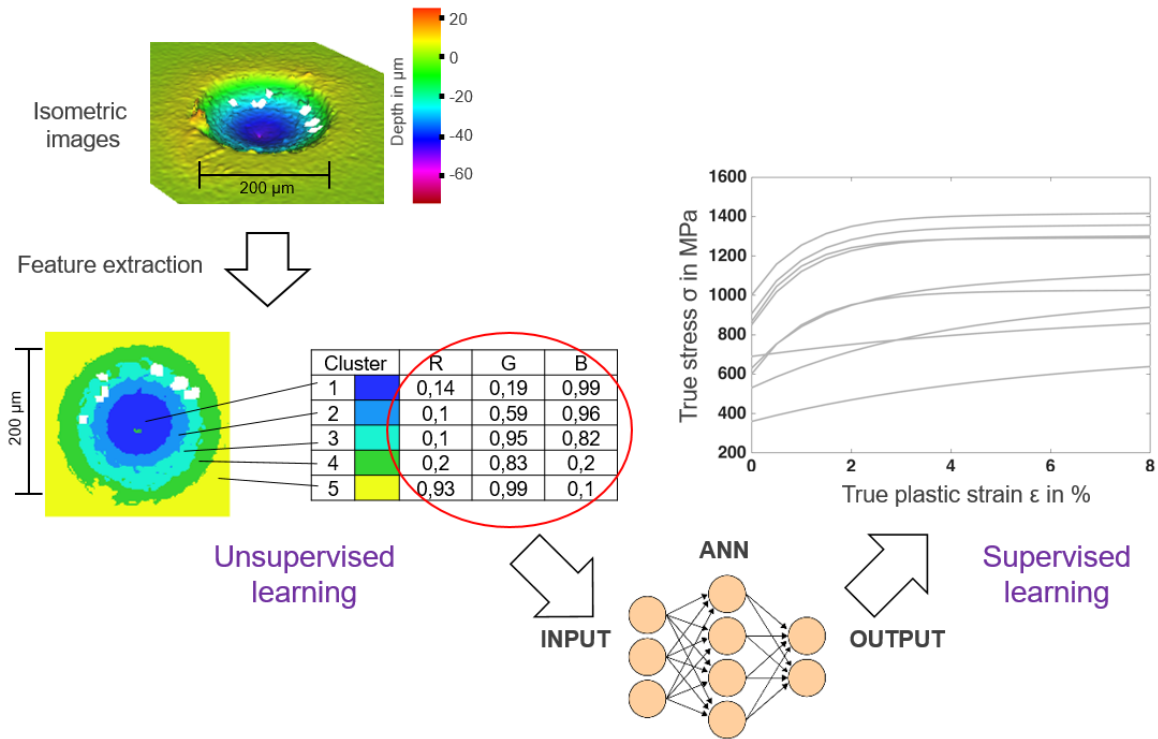 Isometric
images
200 µm
Depth in µm
20
0
-20
-40
-60
Feature extraction
200 µm
Cluster R G B
1 0,14 0,19 0,99
2 0,1 0,59 0,96
3 0,1 0,95 0,82
4 0,2 0,83 0,2
5 0,93 0,99 0,1
Unsupervised
learning
INPUT
ANN
OUTPUT
Supervised
learning
True stress σ in MPa
1600
1400
1200
1000
800
600
400
200
0 2 4 6 8
True plastic strain ε in %